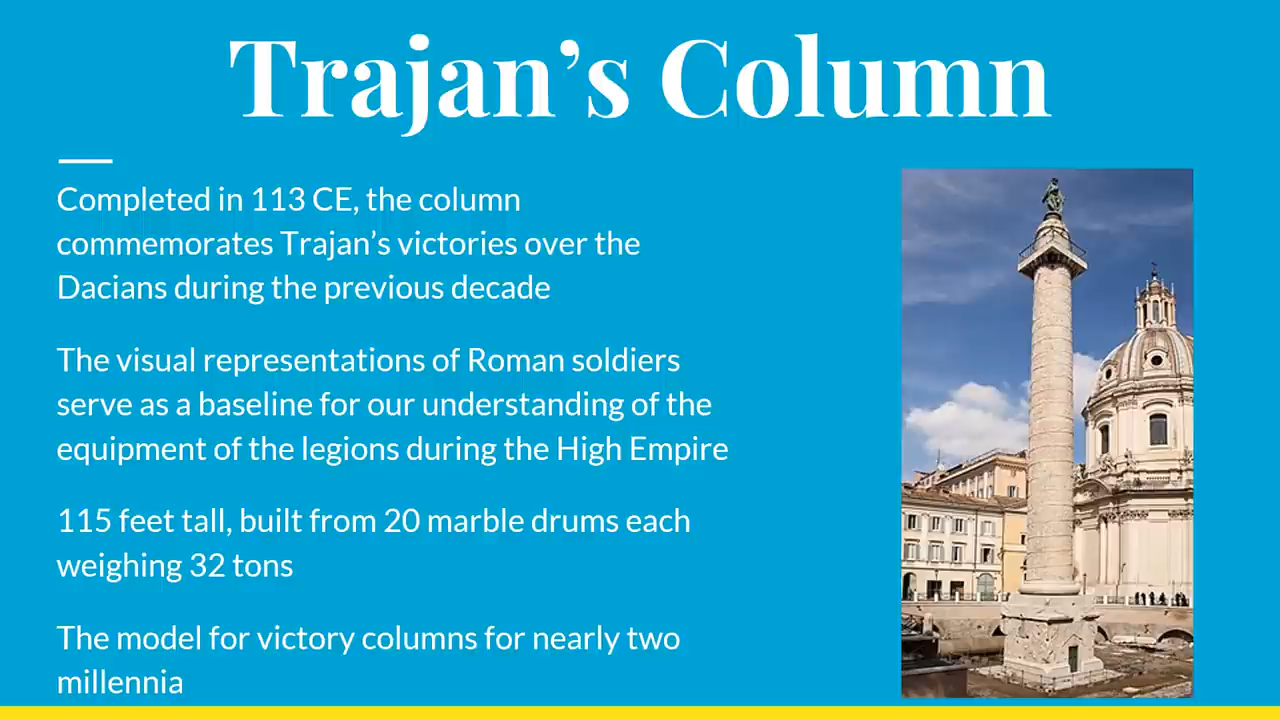 Trajan’s Column
Completed in 113 CE, the column
commemorates Trajan’s victories over the
Dacians during the previous decade
The visual representations of Roman soldiers
serve as a baseline for our understanding of the
equipment of the legions during the High Empire
115 feet tall, built from 20 marble drums each
weighing 32 tons
The model for victory columns for nearly two
millennia